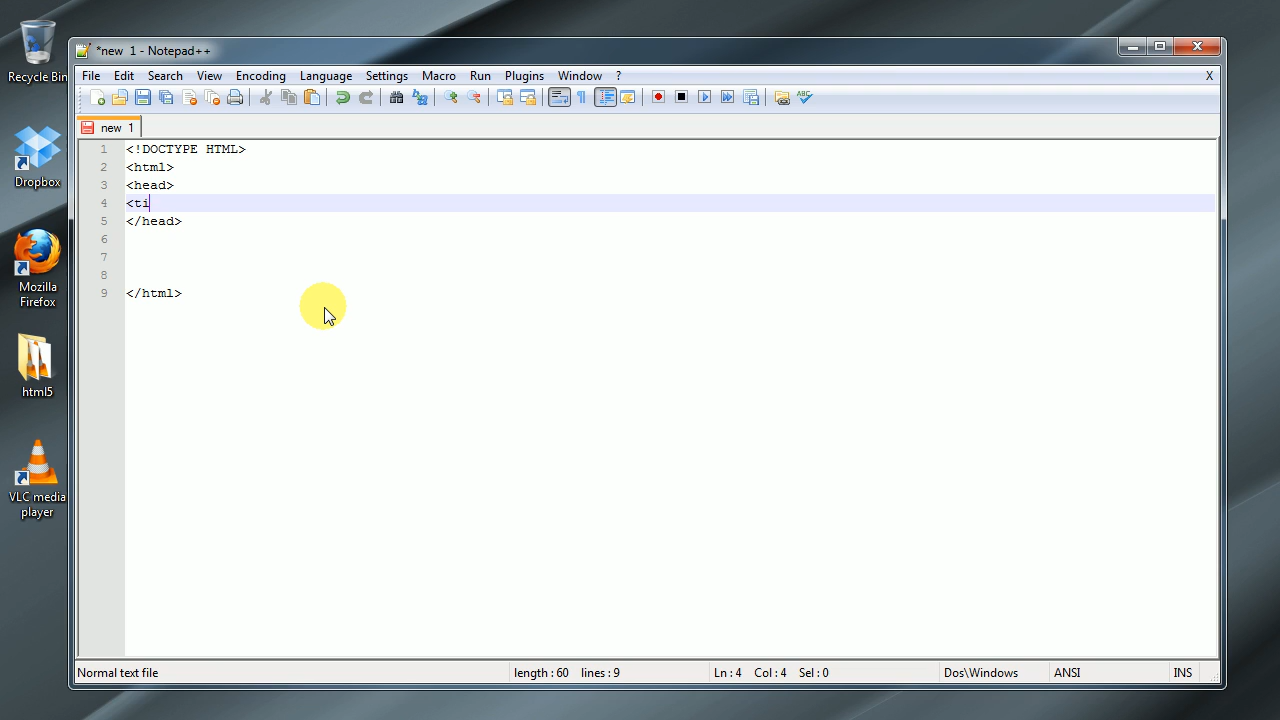 Recycle Bin
Dropbox
Mozilla
Firefox
html5
VLC media
player
*new  1 - Notepad++
File Edit Search View Encoding Language Settings Macro Run Plugins Window ? X
ABC
new  1
1 <!DOCTYPE HTML>
2 <html>
3 <head>
4 <ti
5 </head>
6
7
8
9 </html>
Normal text file length : 60 lines : 9 Ln : 4 Col : 4 Sel : 0 Dos\Windows ANSI INS